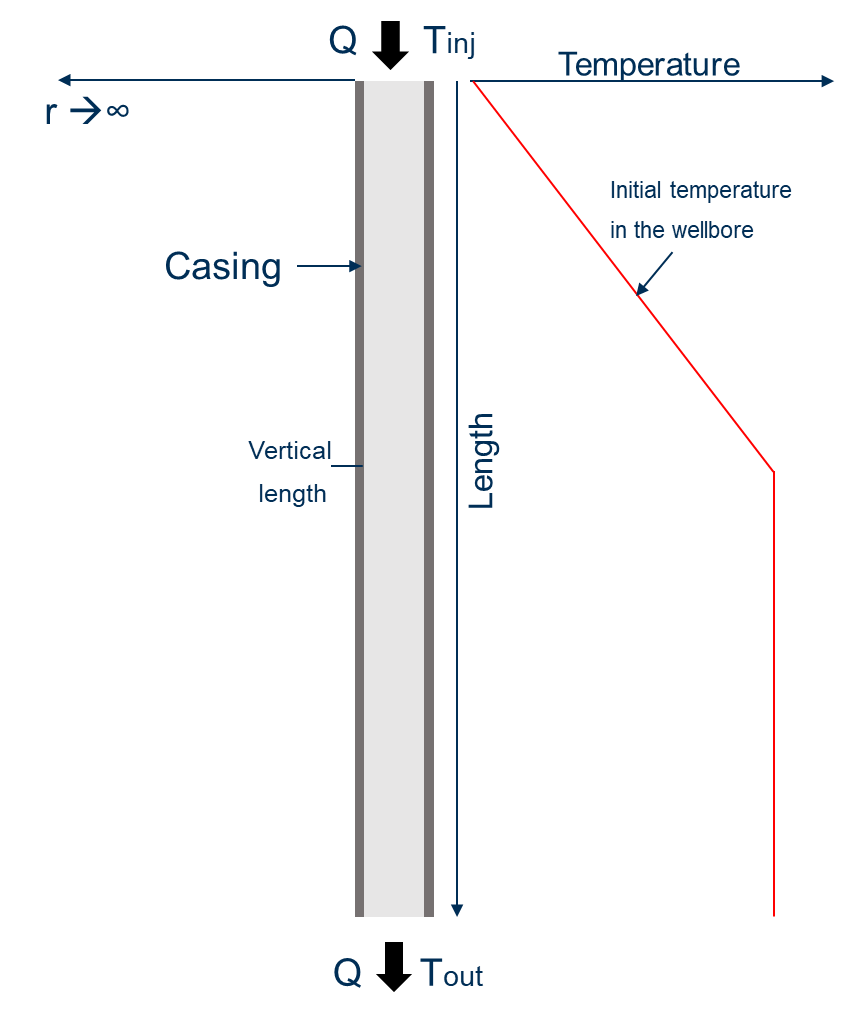 Q Tinj
Temperature
r →∞
Initial temperature
in the wellbore
Casing
Vertical
length
Length
Q Tout